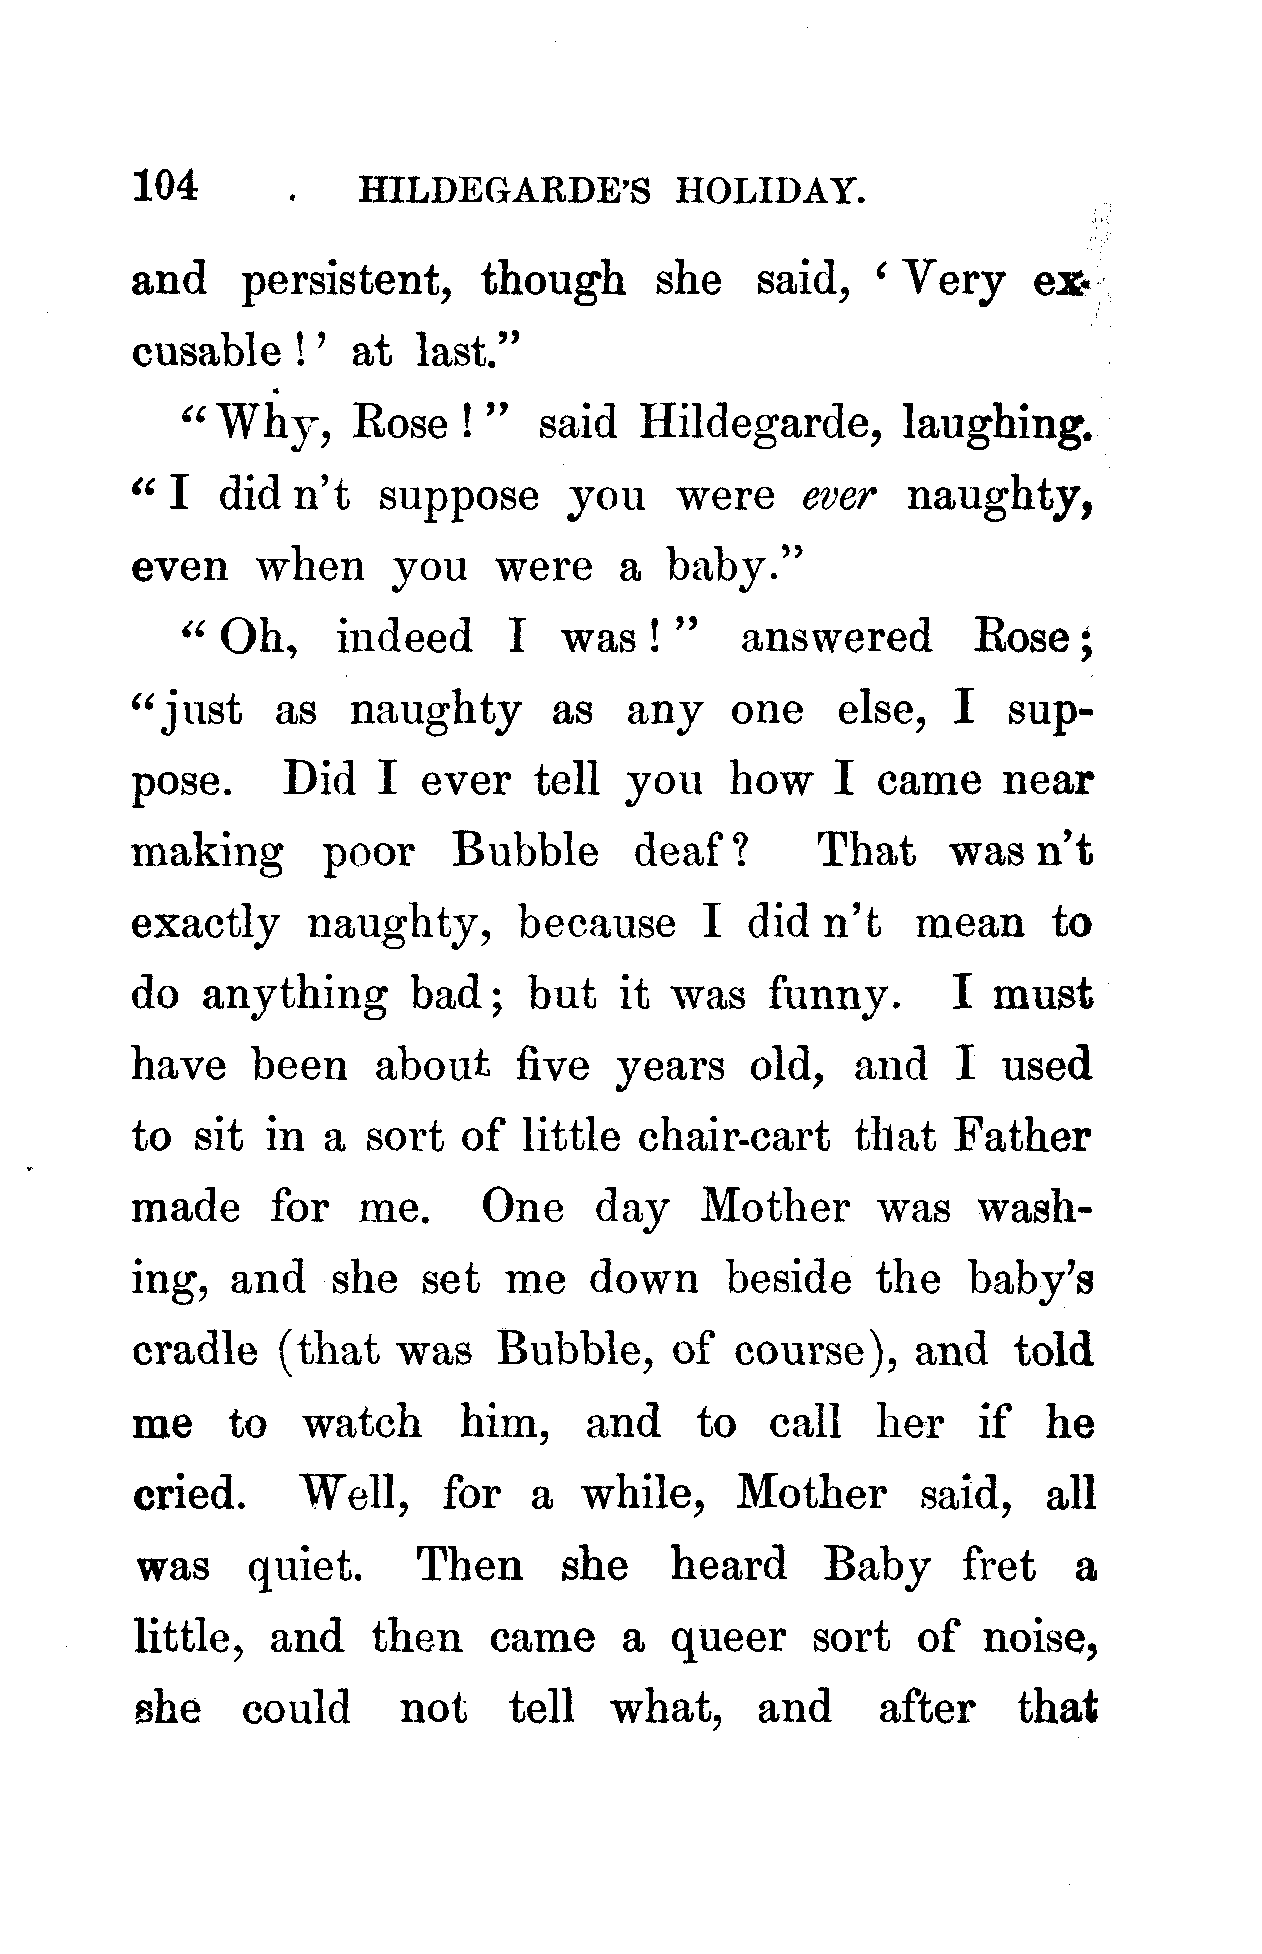 104 HILDEGARDE'S HOLIDAY.
and persistent, though she said, ‘Very ex-
cusable!’ at last.”
“Why, Rose!” said Hildegarde, laughing.
“I did n’t suppose you were ever naughty,
even when you were a baby.”
“Oh, indeed I was!” answered Rose;
“just as naughty as any one else, I sup-
pose. Did I ever tell you how I came near
making poor Bubble deaf? That was n’t
exactly naughty, because I did n’t mean to
do anything bad; but it was funny. I must
have been about five years old, and I used
to sit in a sort of little chair-cart that Father
made for me. One day Mother was wash-
ing, and she set me down beside the baby’s
cradle (that was Bubble, of course), and told
me to watch him, and to call her if he
cried. Well, for a while, Mother said, all
was quiet. Then she heard Baby fret a
little, and then came a queer sort of noise,
she could not tell what, and after that